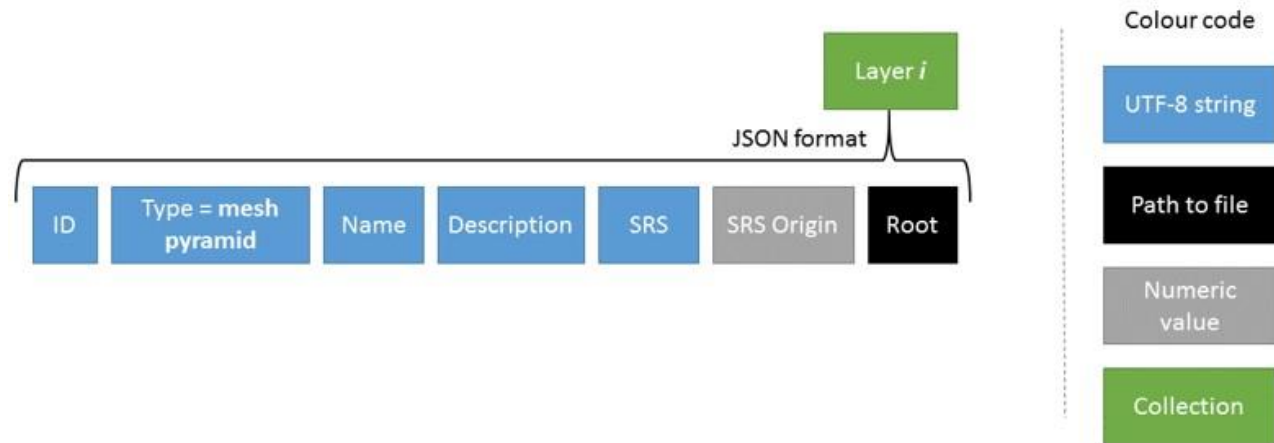 Colour code
Layer i
UTF-8 string
JSON format
ID
Type = mesh
pyramid
Name
Description
SRS
SRS Origin
Root
Path to file
Numeric
value
Collection